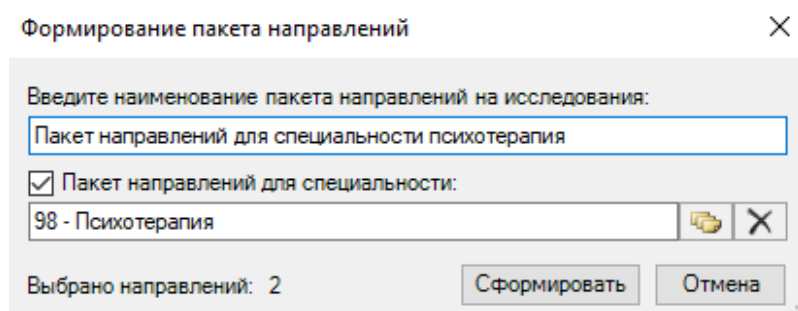 Формирование пакета направлений
Введите наименование пакета направлений на исследования:
Пакет направлений для специальности психотерапия
Пакет направлений для специальности:
98 - Психотерапия
Выбрано направлений: 2 Сформировать Отмена